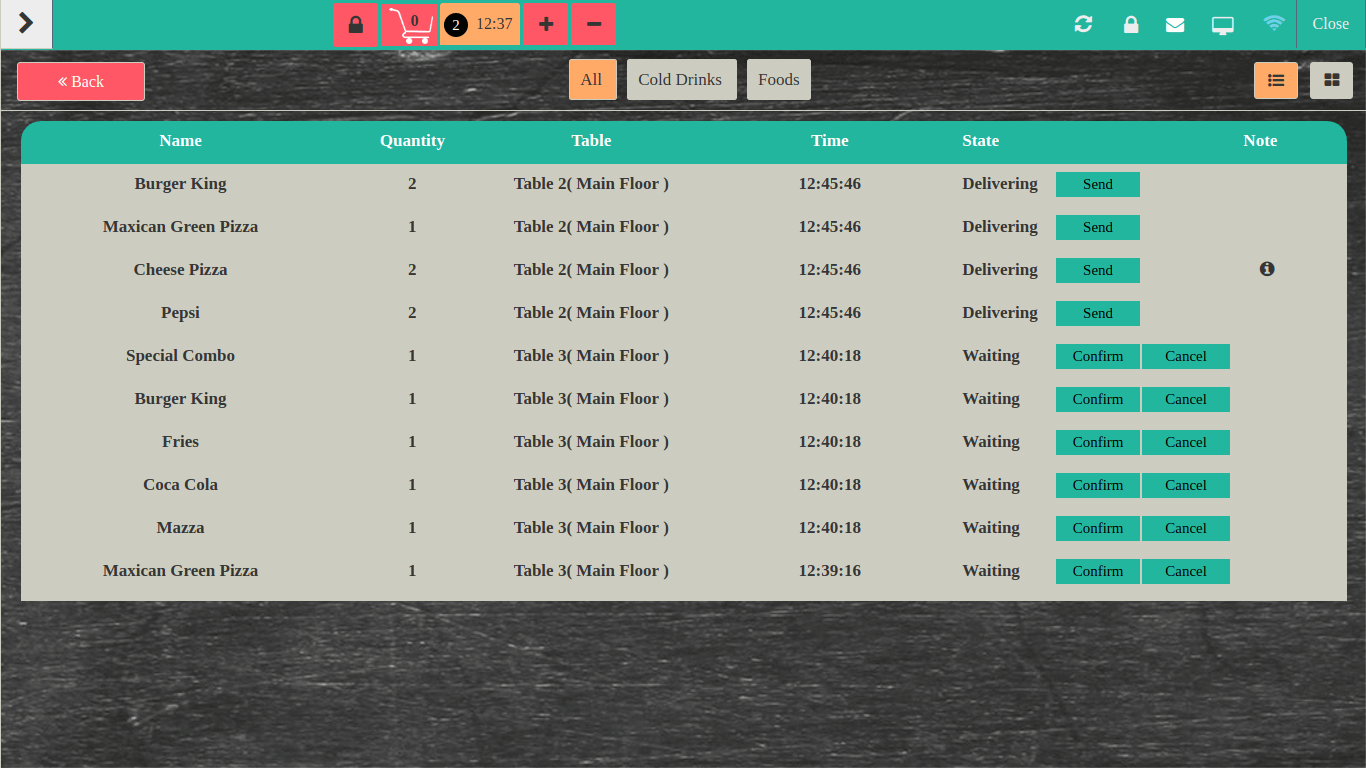 0 2 12:37 Close
Back All Cold Drinks Foods
Name Quantity Table Time State Note
Burger King 2 Table 2( Main Floor ) 12:45:46 Delivering Send
Maxican Green Pizza 1 Table 2( Main Floor ) 12:45:46 Delivering Send
Cheese Pizza 2 Table 2( Main Floor ) 12:45:46 Delivering Send
Pepsi 2 Table 2( Main Floor ) 12:45:46 Delivering Send
Special Combo 1 Table 3( Main Floor ) 12:40:18 Waiting Confirm Cancel
Burger King 1 Table 3( Main Floor ) 12:40:18 Waiting Confirm Cancel
Fries 1 Table 3( Main Floor ) 12:40:18 Waiting Confirm Cancel
Coca Cola 1 Table 3( Main Floor ) 12:40:18 Waiting Confirm Cancel
Mazza 1 Table 3( Main Floor ) 12:40:18 Waiting Confirm Cancel
Maxican Green Pizza 1 Table 3( Main Floor ) 12:39:16 Waiting Confirm Cancel